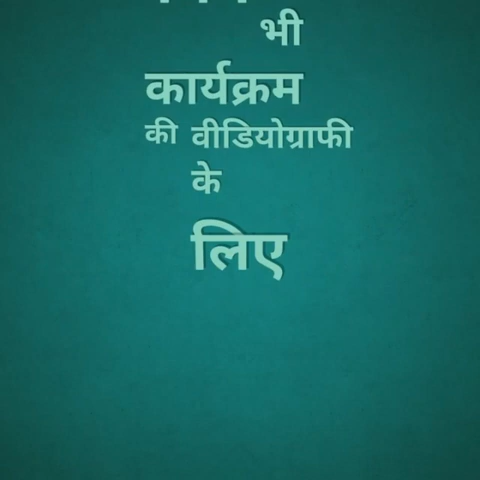 भी
कार्यक्रम
की वीडियोग्राफी
के
लिए